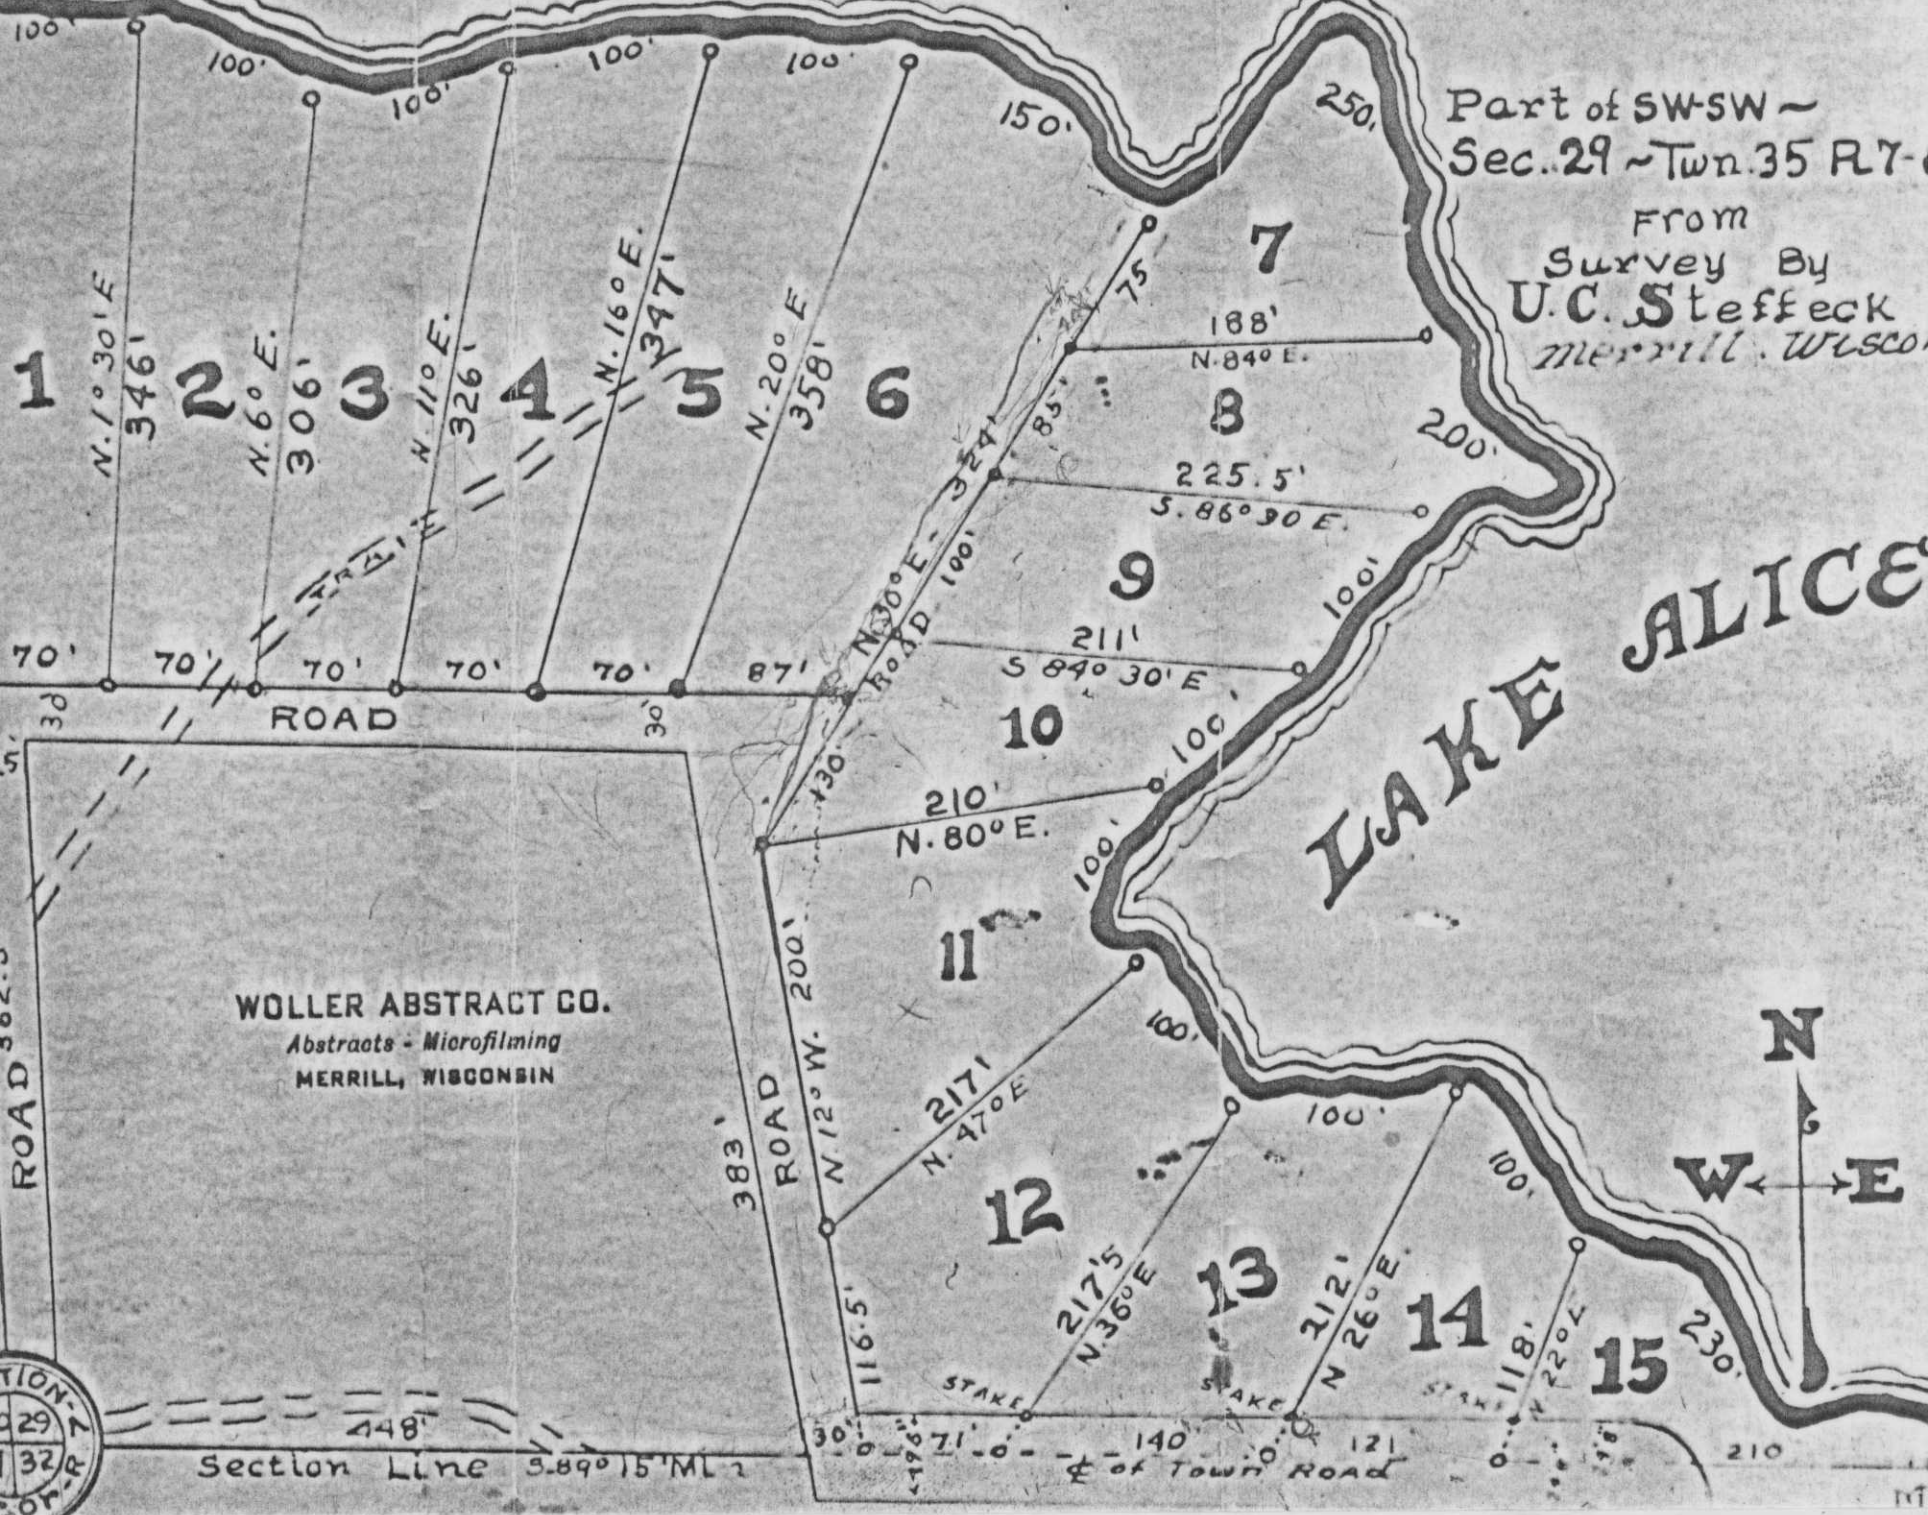 100'
100'
100'
100'
100'
150'
250'
Part of SW-SW ~
Sec. 29 ~ Twn. 35 R 7-
From
Survey By
U.C. Steffeck
Merrill. Wisco
1
N. 1° 30' E
346'
2
N. 6° E.
306'
3
N. 11° E.
326'
4
N. 16° E.
347'
5
N. 20° E
358'
6
7
75
188'
N. 84° E.
8
85'
200'
N 30° E - 324'
225.5'
S. 86° 30 E.
100'
9
100'
TRAIL
ROAD
211'
S 84° 30' E
70'
70'
70'
70'
70'
87'
30'
ROAD
30'
10
100'
130'
210'
N. 80° E.
100'
LAKE ALICE
11
N 12° W. 200'
WOLLER ABSTRACT CO.
Abstracts - Microfilming
MERRILL, WISCONSIN
ROAD
383'
ROAD
217'
N. 47° E
100'
100'
100'
N
W
E
12
217'5
N. 36° E
13
212'
N 26° E.
14
118'
15
230'
116.5'
STAKE
STAKE
STAKE
29
32
448'
Section Line S-89° 15'
30'
71'
140'
121
210
₵ of Town ROAD